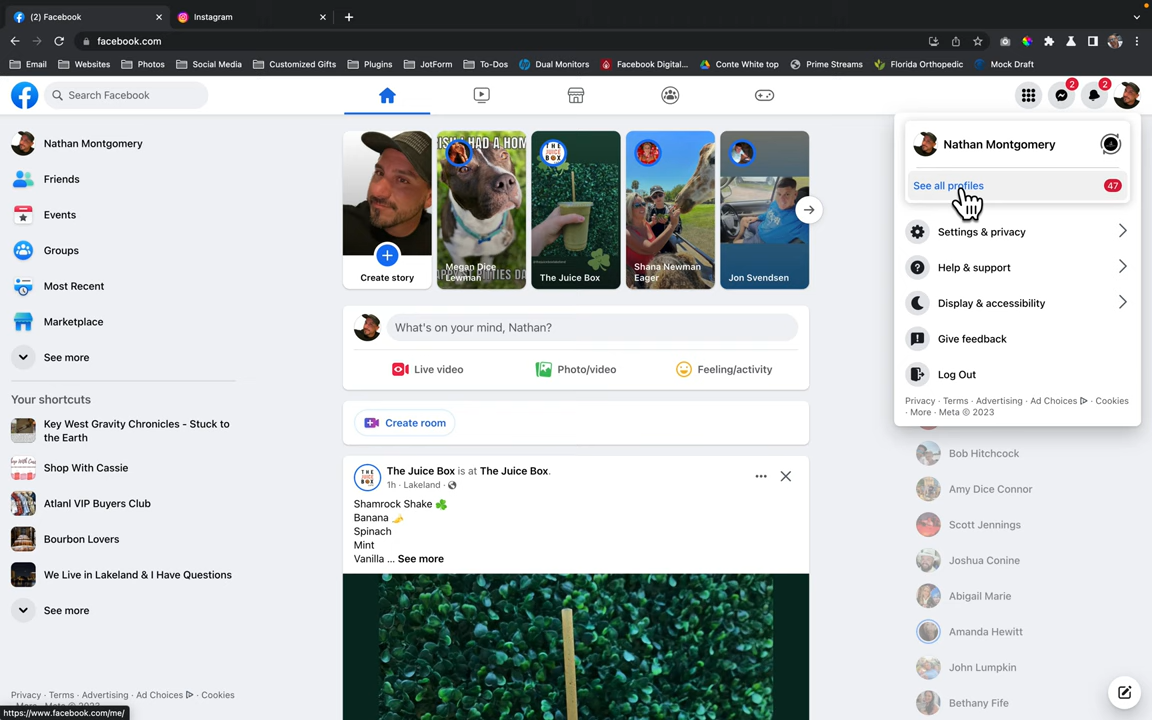 (2) Facebook
Instagram
facebook.com
Email
Websites
Photos
Social Media
Customized Gifts
Plugins
JotForm
To-Dos
Dual Monitors
Facebook Digital...
Conte White top
Prime Streams
Florida Orthopedic
Mock Draft
Search Facebook
2
2
Nathan Montgomery
Friends
Events
Groups
Most Recent
Marketplace
See more
Your shortcuts
Key West Gravity Chronicles - Stuck to
the Earth
Shop With Cassie
Atlanl VIP Buyers Club
Bourbon Lovers
We Live in Lakeland & I Have Questions
See more
Privacy · Terms · Advertising · Ad Choices · Cookies
· More · Meta © 2023
https://www.facebook.com/me/
Create story
Megan Dice
Lewman
THE
JUICE
BOX
The Juice Box
Shana Newman
Eager
Jon Svendsen
What's on your mind, Nathan?
Live video
Photo/video
Feeling/activity
Create room
The Juice Box is at The Juice Box.
1h · Lakeland ·
Shamrock Shake
Banana
Spinach
Mint
Vanilla ... See more
Nathan Montgomery
See all profiles
47
Settings & privacy
Help & support
Display & accessibility
Give feedback
Log Out
Privacy · Terms · Advertising · Ad Choices · Cookies
· More · Meta © 2023
Bob Hitchcock
Amy Dice Connor
Scott Jennings
Joshua Conine
Abigail Marie
Amanda Hewitt
John Lumpkin
Bethany Fife